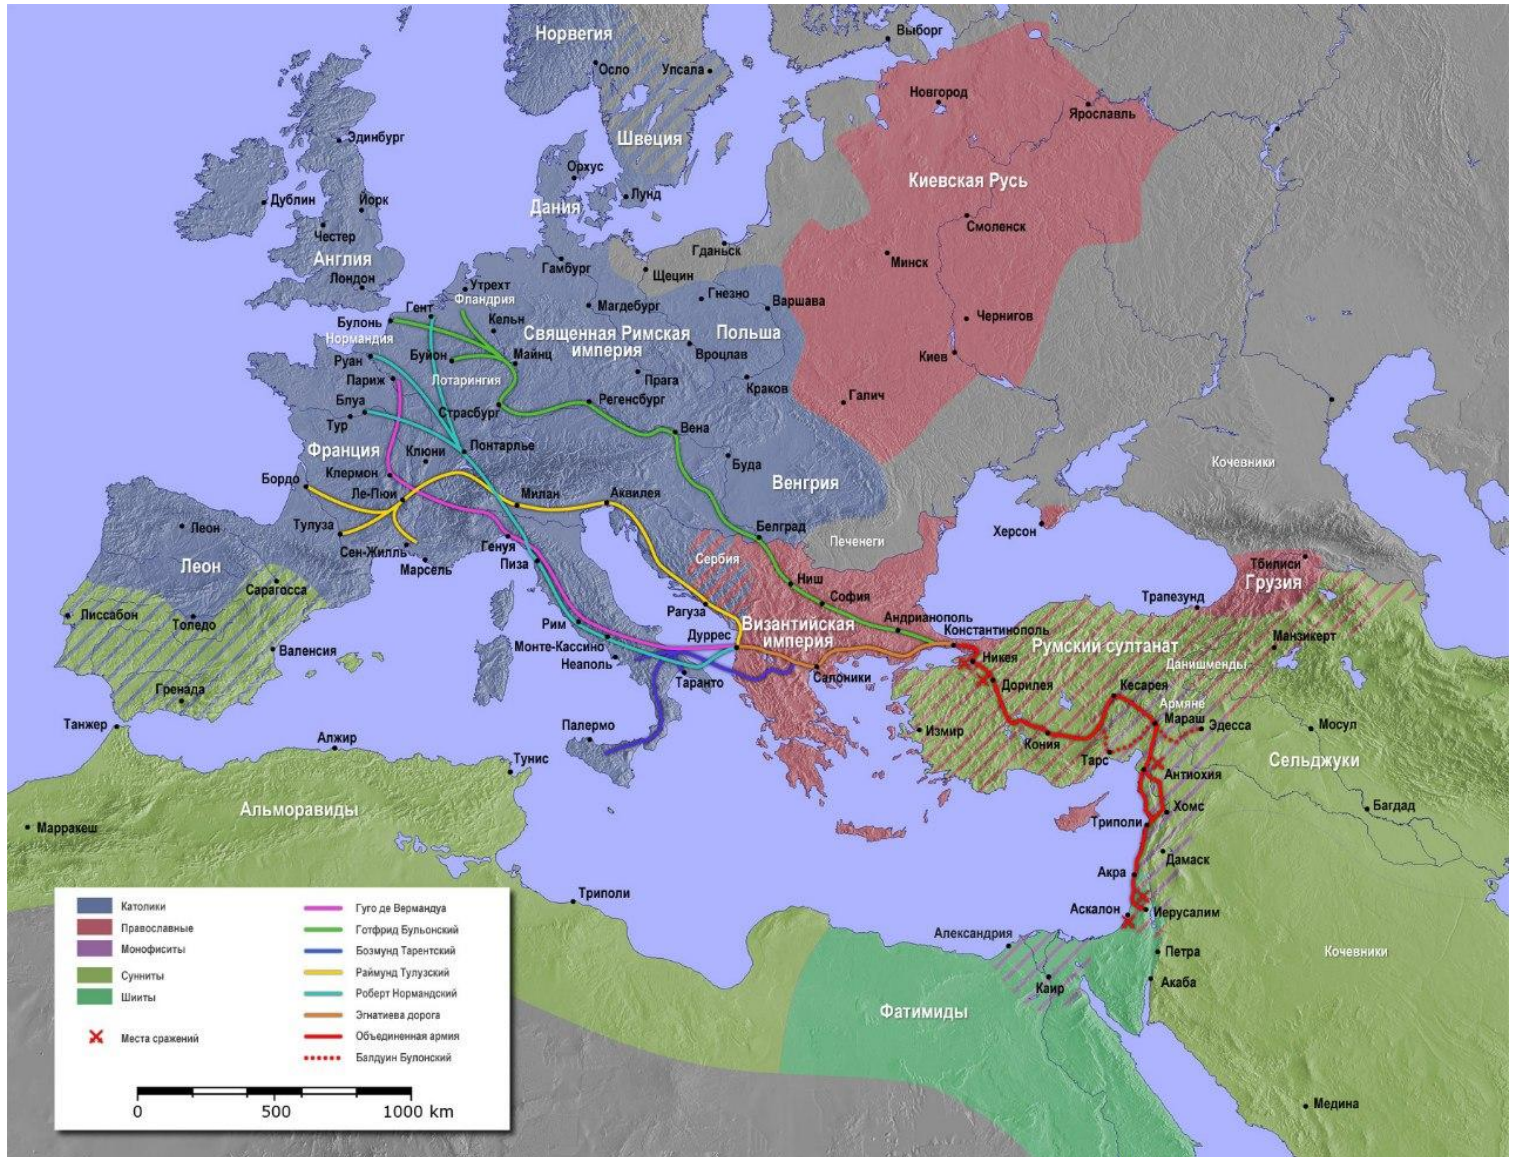 Норвегия
Выборг
Осло
Упсала
Новгород
Ярославль
Эдинбург
Швеция
Орхус
Киевская Русь
Дублин
Йорк
Лунд
Дания
Смоленск
Честер
Гданьск
Минск
Англия
Гамбург
Щецин
Лондон
Утрехт
Фландрия
Гнезно
Варшава
Гент
Магдебург
Булонь
Кельн
Чернигов
Нормандия
Священная Римская
империя
Польша
Руан
Буйон
Майнц
Вроцлав
Киев
Париж
Лотарингия
Прага
Краков
Блуа
Регенсбург
Галич
Тур
Страсбург
Вена
Франция
Клюни
Понтарлье
Буда
Кочевники
Клермон
Бордо
Ле-Пюи
Милан
Аквилея
Венгрия
Леон
Тулуза
Белград
Херсон
Генуя
Печенеги
Сен-Жилль
Марсель
Пиза
Сербия
Тбилиси
Леон
Грузия
Сарагосса
Ниш
Трапезунд
Лиссабон
София
Рагуза
Толедо
Рим
Андрианополь
Византийская
империя
Дуррес
Константинополь
Манзикерт
Монте-Кассино
Румский султанат
Валенсия
Неаполь
Никея
Данишменды
Таранто
Салоники
Гренада
Дорилея
Кесарея
Армяне
Танжер
Палермо
Мараш
Эдесса
Мосул
Измир
Алжир
Кония
Тунис
Тарс
Сельджуки
Антиохия
Альморавиды
Хомс
Багдад
Марракеш
Триполи
Дамаск
Акра
Триполи
Аскалон
Иерусалим
Александрия
Петра
Кочевники
Каир
Акаба
Фатимиды
Медина
Католики
Православные
Монофиситы
Сунниты
Шииты
Места сражений
Гуго де Вермандуа
Готфрид Бульонский
Боэмунд Тарентский
Раймунд Тулузский
Роберт Нормандский
Эгнатиева дорога
Объединенная армия
Балдуин Булонский
0 500 1000 km